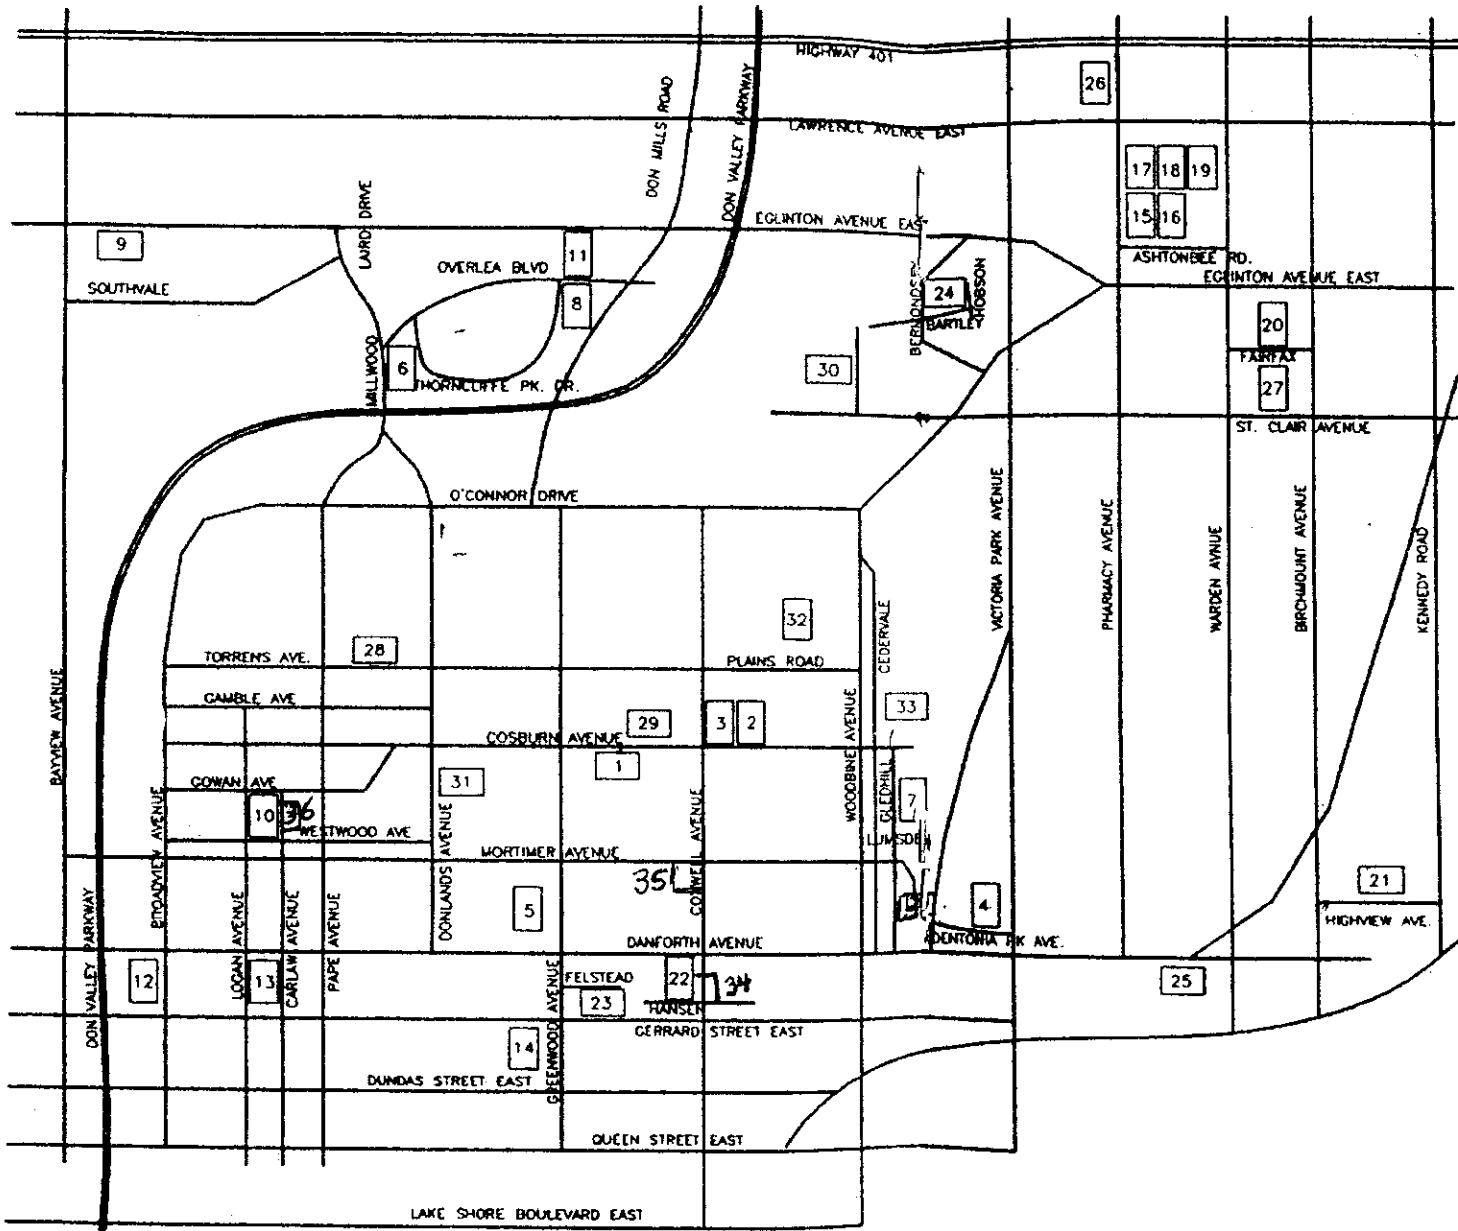 HIGHWAY 401
26
DON MILLS ROAD
DON VALLEY PARKWAY
LAWRENCE AVENUE EAST
17 18 19
15 16
LAIRD DRIVE
EGLINTON AVENUE EAST
9
11
OVERLEA BLVD
ASHTONBEE RD.
EGLINTON AVENUE EAST
SOUTHVALE
8
BERMONDSEY
24
HOBSON
BARTLEY
20
FAIRFAX
MILLWOOD
6
THORNCLIFFE PK. DR.
30
27
ST. CLAIR AVENUE
O'CONNOR DRIVE
VICTORIA PARK AVENUE
PHARMACY AVENUE
WARDEN AVNUE
BIRCHMOUNT AVENUE
KENNEDY ROAD
32
CEDERVALE
28
TORRENS AVE.
PLAINS ROAD
BAYVIEW AVENUE
GAMBLE AVE
29
3 2
33
COSBURN AVENUE
WOODBINE AVENUE
1
31
GOWAN AVE
GLEDHILL
7
BROADVIEW AVENUE
10 36
WESTWOOD AVE
DONLANDS AVENUE
COXWELL AVENUE
LUMSDEN
MORTIMER AVENUE
35
21
5
4
HIGHVIEW AVE.
DON VALLEY PARKWAY
LOGAN AVENUE
CARLAW AVENUE
PAPE AVENUE
DANFORTH AVENUE
DENTONIA PK AVE.
12
13
GREENWOOD AVENUE
FELSTEAD
22
34
25
23
HANSEN
GERRARD STREET EAST
14
DUNDAS STREET EAST
QUEEN STREET EAST
LAKE SHORE BOULEVARD EAST